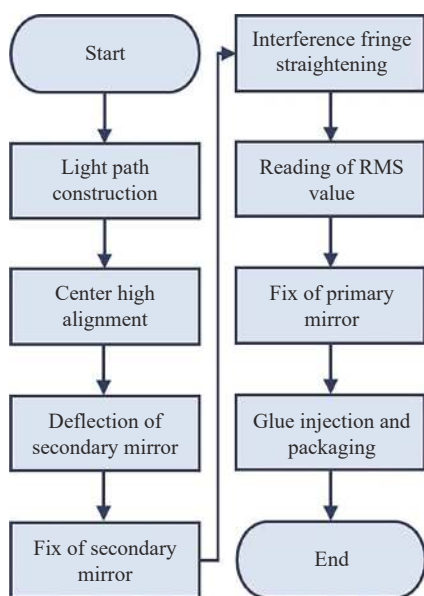 Start
Light path
construction
Center high
alignment
Deflection of
secondary mirror
Fix of secondary
mirror
Interference fringe
straightening
Reading of RMS
value
Fix of primary
mirror
Glue injection and
packaging
End